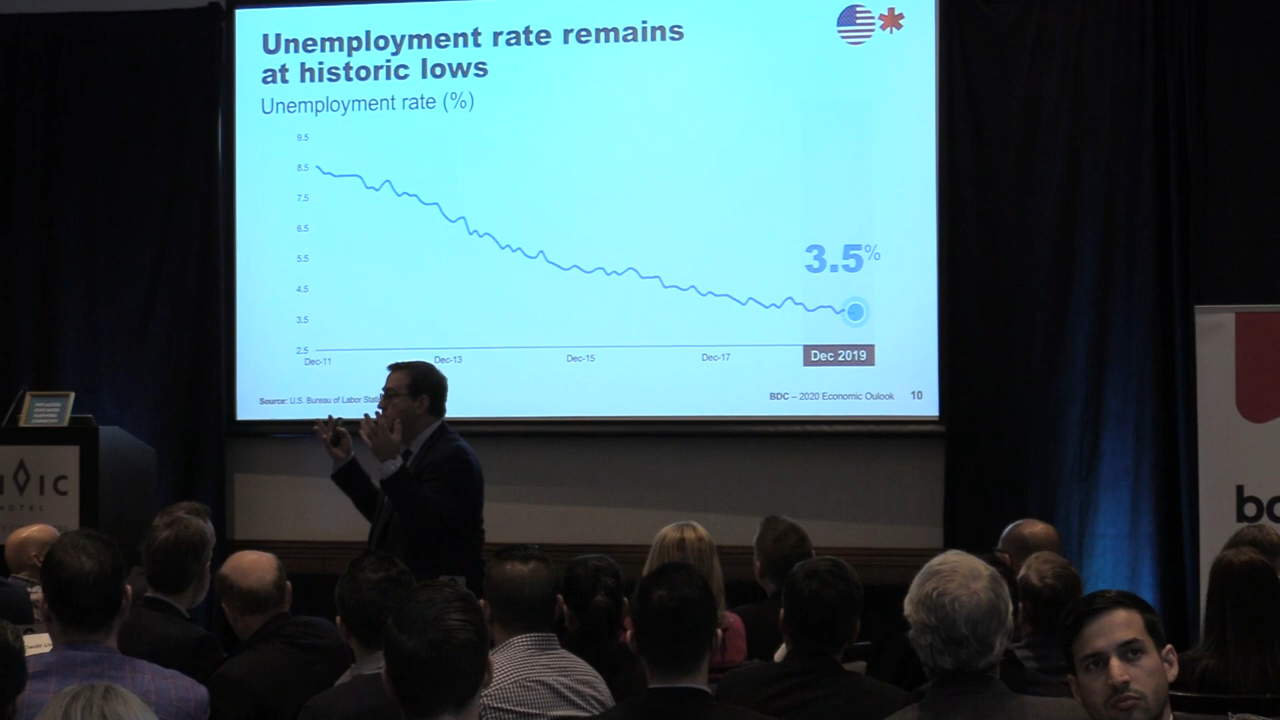 Unemployment rate remains
at historic lows
Unemployment rate (%)
9.5
8.5
7.5
6.5
5.5
4.5
3.5
2.5
3.5%
Dec-11
Dec-13
Dec-15
Dec-17
Dec 2019
Source: U.S. Bureau of Labor
BDC – 2020 Economic Oulook 10
VIC
HOTEL